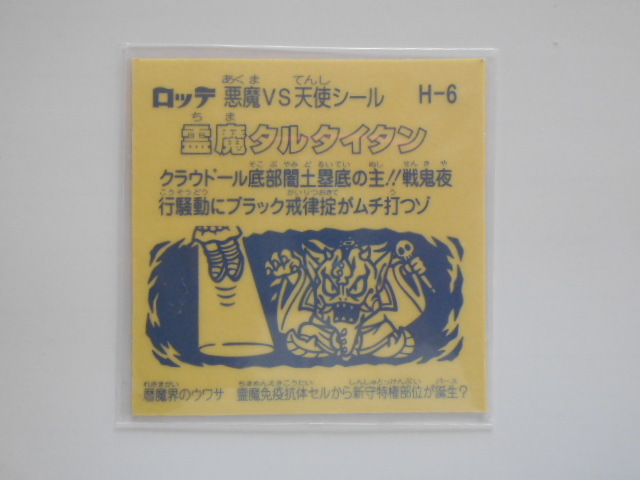 ロッテ 悪魔VS天使シール H-6
霊魔タルタイタン
クラウドール底部闇土塁底の主!!戦鬼夜
行騒動にブラック戒律掟がムチ打つゾ
暦魔界のウワサ 霊魔免疫抗体セルから新守特権部位が誕生?